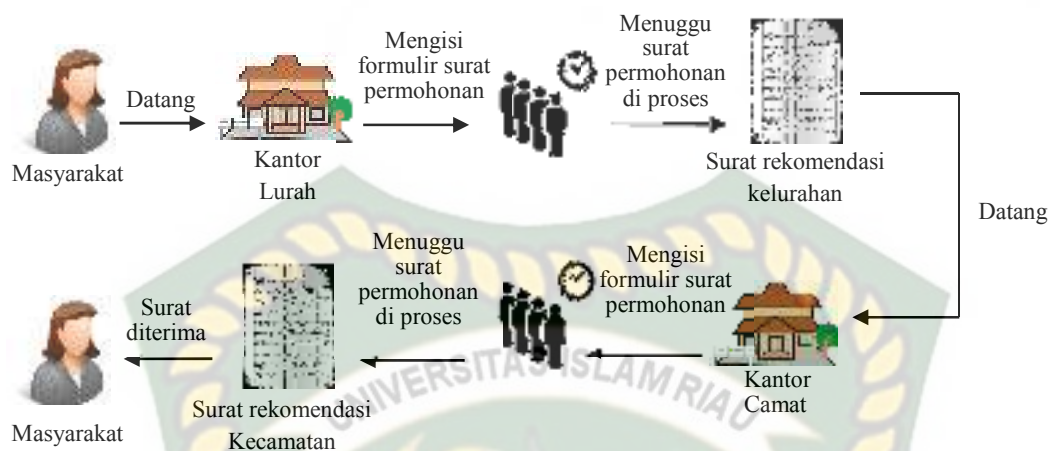 Masyarakat
Datang
Kantor
Lurah
Mengisi
formulir surat
permohonan
Menuggu
surat
permohonan
di proses
Surat rekomendasi
kelurahan
Datang
Kantor
Camat
Mengisi
formulir surat
permohonan
Menuggu
surat
permohonan
di proses
Surat rekomendasi
Kecamatan
Surat
diterima
Masyarakat
UNIVERSITAS ISLAM RIAU